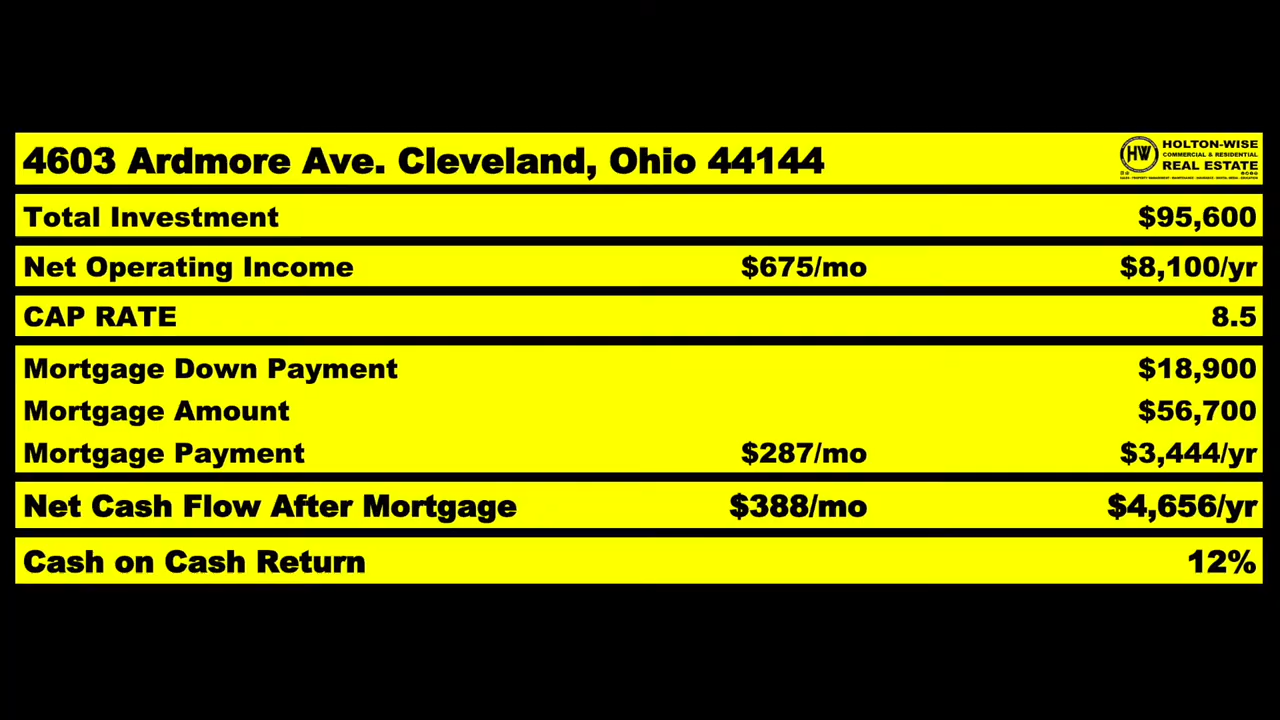 4603 Ardmore Ave. Cleveland, Ohio 44144
HW
HOLTON-WISE
COMMERCIAL & RESIDENTIAL
REAL ESTATE
Total Investment $95,600
Net Operating Income $675/mo $8,100/yr
CAP RATE 8.5
Mortgage Down Payment $18,900
Mortgage Amount $56,700
Mortgage Payment $287/mo $3,444/yr
Net Cash Flow After Mortgage $388/mo $4,656/yr
Cash on Cash Return 12%